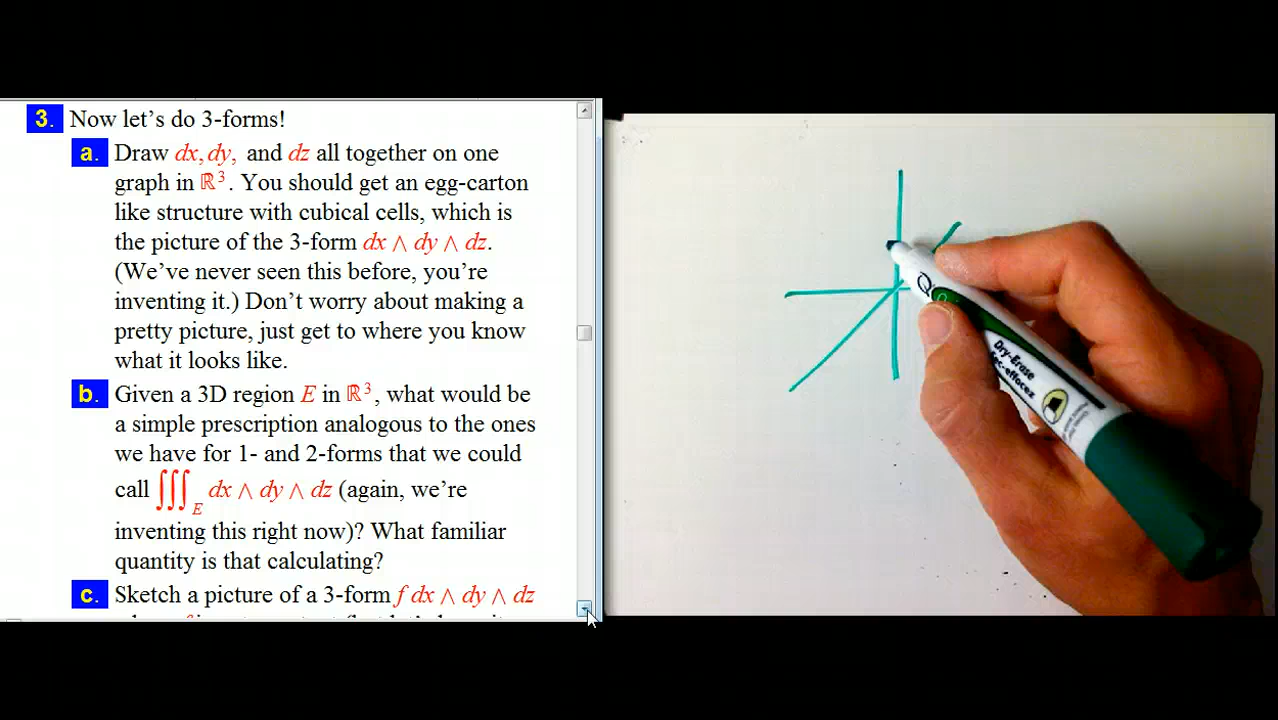 3. Now let's do 3-forms!
a. Draw dx, dy, and dz all together on one
graph in ℝ³. You should get an egg-carton
like structure with cubical cells, which is
the picture of the 3-form dx ∧ dy ∧ dz.
(We've never seen this before, you're
inventing it.) Don't worry about making a
pretty picture, just get to where you know
what it looks like.
b. Given a 3D region E in ℝ³, what would be
a simple prescription analogous to the ones
we have for 1- and 2-forms that we could
call ∭_E dx ∧ dy ∧ dz (again, we're
inventing this right now)? What familiar
quantity is that calculating?
c. Sketch a picture of a 3-form f dx ∧ dy ∧ dz
Dry-Erase